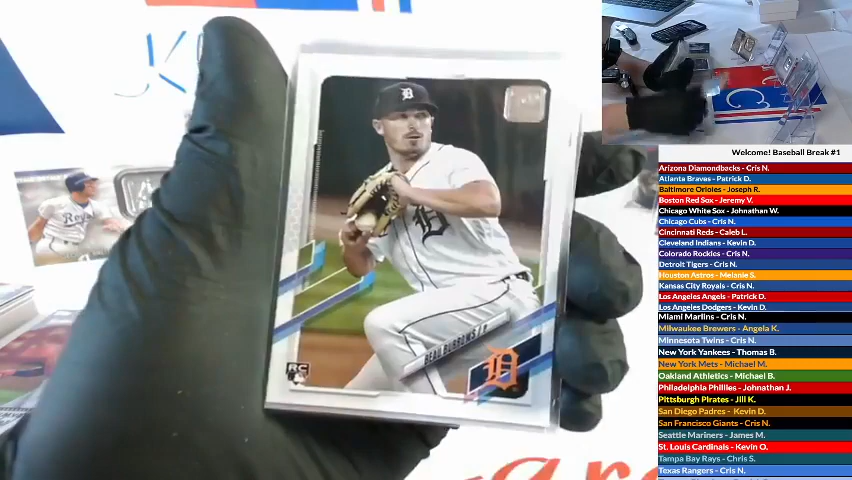 Welcome! Baseball Break #1
Arizona Diamondbacks - Cris N.
Atlanta Braves - Patrick D.
Baltimore Orioles - Joseph R.
Boston Red Sox - Jeremy V.
Chicago White Sox - Johnathan W.
Chicago Cubs - Cris N.
Cincinnati Reds - Caleb L.
Cleveland Indians - Kevin D.
Colorado Rockies - Cris N.
Detroit Tigers - Cris N.
Houston Astros - Melanie S.
Kansas City Royals - Cris N.
Los Angeles Angels - Patrick D.
Los Angeles Dodgers - Kevin D.
Miami Marlins - Cris N.
Milwaukee Brewers - Angela K.
Minnesota Twins - Cris N.
New York Yankees - Thomas B.
New York Mets - Michael M.
Oakland Athletics - Michael B.
Philadelphia Phillies - Johnathan J.
Pittsburgh Pirates - Jill K.
San Diego Padres - Kevin D.
San Francisco Giants - Cris N.
Seattle Mariners - James M.
St. Louis Cardinals - Kevin O.
Tampa Bay Rays - Chris S.
Texas Rangers - Cris N.
D
D
BEAU BURROWS / P
D
RC
Royals